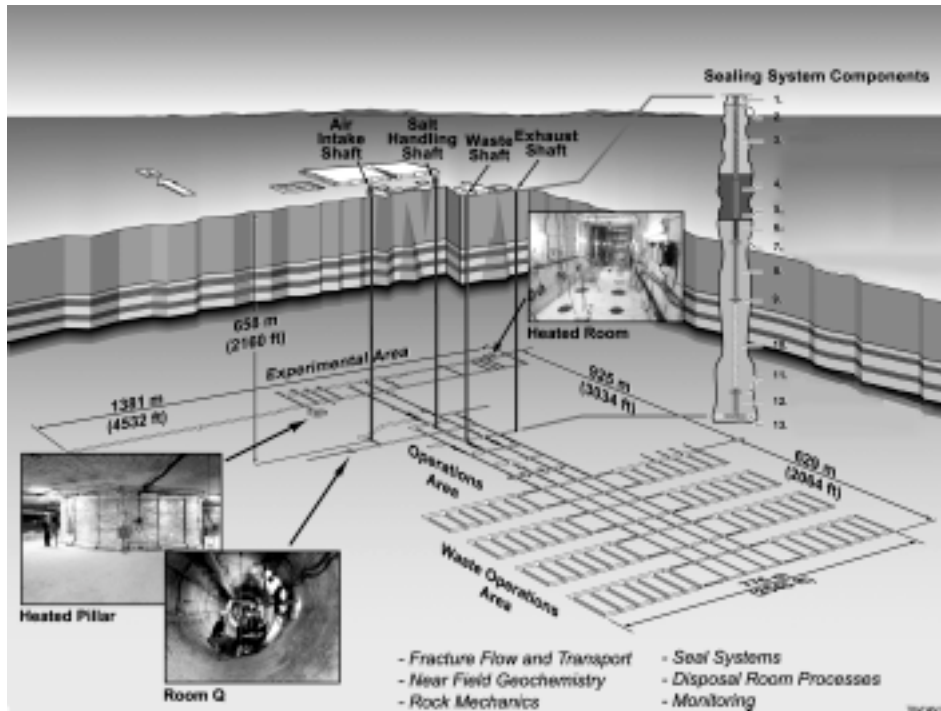 Sealing System Components
1.
2.
3.
4.
5.
6.
7.
8.
9.
10.
11.
12.
13.
Air
Intake
Shaft
Salt
Handling
Shaft
Waste
Shaft
Exhaust
Shaft
658 m
(2160 ft)
Heated Room
Experimental Area
1381 m
(4532 ft)
925 m
(3034 ft)
Operations
Area
629 m
(2064 ft)
Waste Operations
Area
Heated Pillar
Room Q
- Fracture Flow and Transport
- Near Field Geochemistry
- Rock Mechanics
- Seal Systems
- Disposal Room Processes
- Monitoring